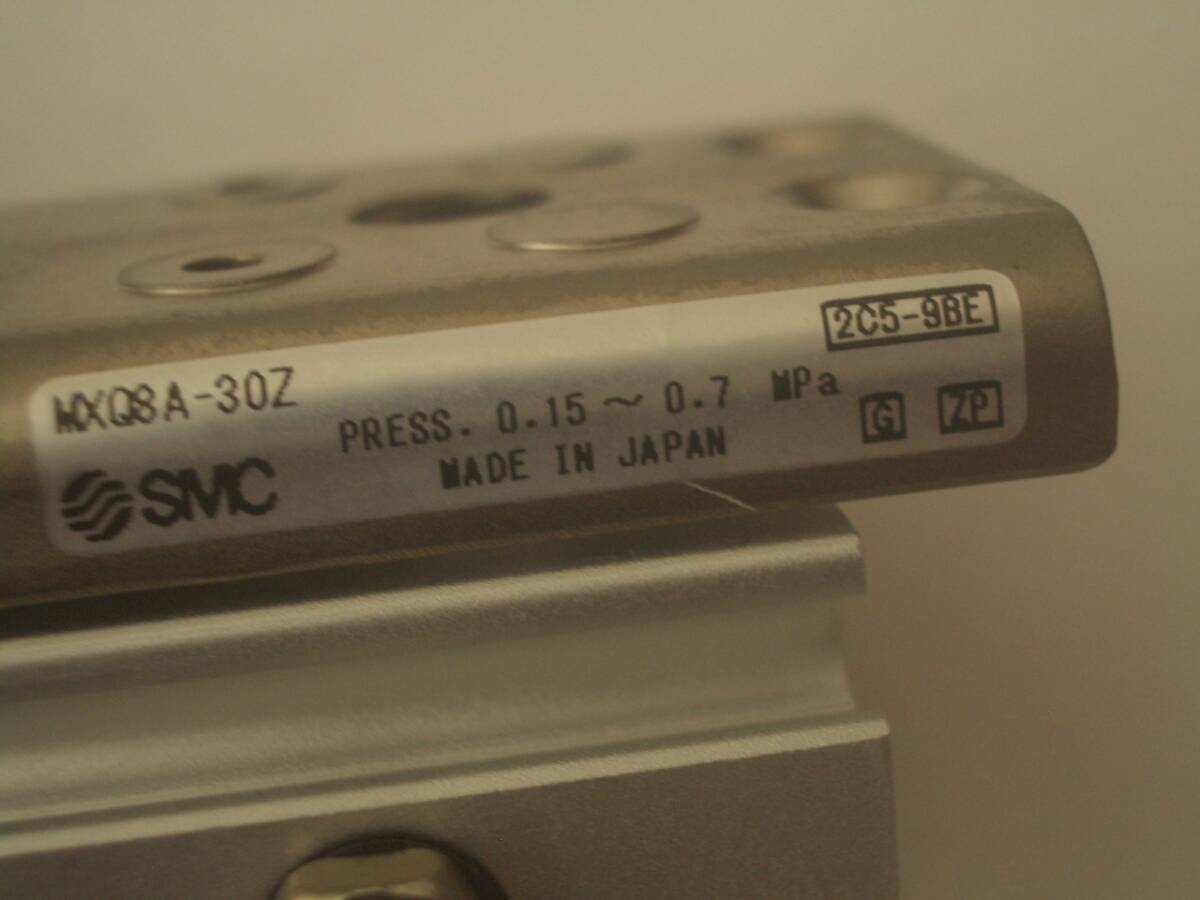 MXQ8A-30Z
2C5-9BE
PRESS. 0.15～0.7 MPa
G ZP
SMC
MADE IN JAPAN